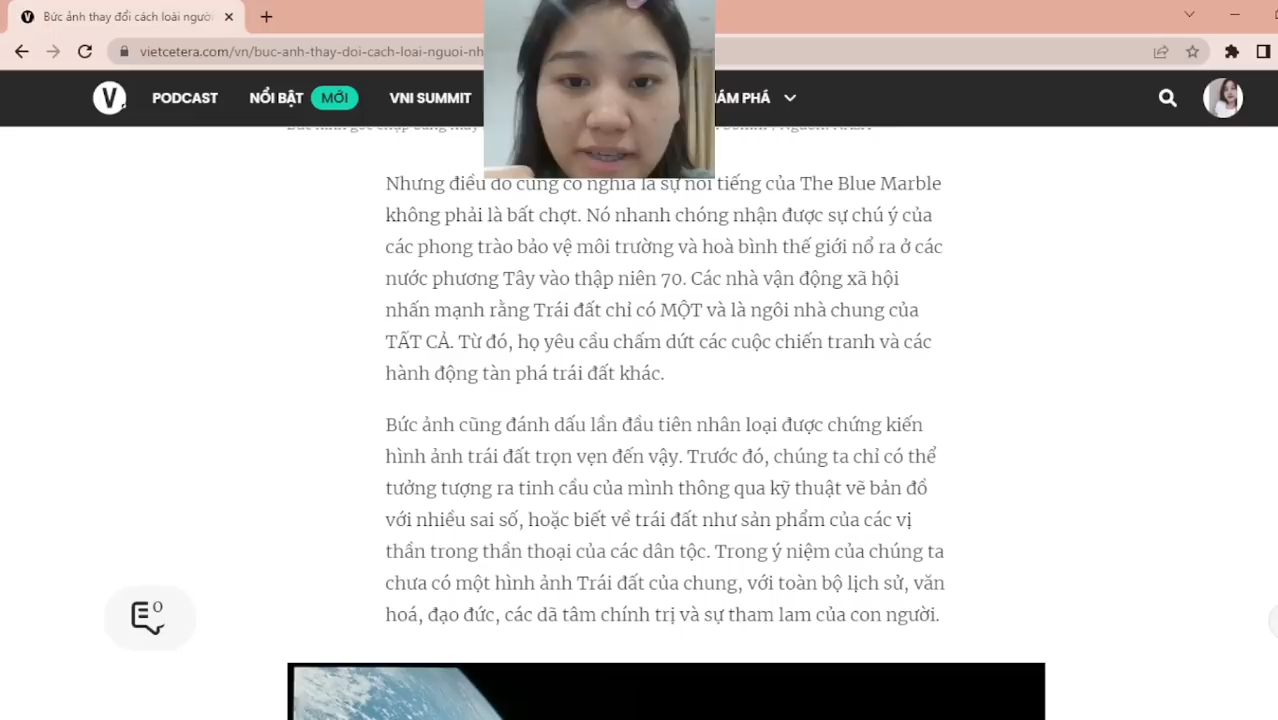 Bức ảnh thay đổi cách loài người
vietcetera.com/vn/buc-anh-thay-doi-cach-loai-nguoi-nh
V. PODCAST NỔI BẬT MỚI VNI SUMMIT PHÁ
Nhưng điều đó cũng có nghĩa là sự nổi tiếng của The Blue Marble
không phải là bất chợt. Nó nhanh chóng nhận được sự chú ý của
các phong trào bảo vệ môi trường và hoà bình thế giới nổ ra ở các
nước phương Tây vào thập niên 70. Các nhà vận động xã hội
nhấn mạnh rằng Trái đất chỉ có MỘT và là ngôi nhà chung của
TẤT CẢ. Từ đó, họ yêu cầu chấm dứt các cuộc chiến tranh và các
hành động tàn phá trái đất khác.
Bức ảnh cũng đánh dấu lần đầu tiên nhân loại được chứng kiến
hình ảnh trái đất trọn vẹn đến vậy. Trước đó, chúng ta chỉ có thể
tưởng tượng ra tinh cầu của mình thông qua kỹ thuật vẽ bản đồ
với nhiều sai số, hoặc biết về trái đất như sản phẩm của các vị
thần trong thần thoại của các dân tộc. Trong ý niệm của chúng ta
chưa có một hình ảnh Trái đất của chung, với toàn bộ lịch sử, văn
hoá, đạo đức, các dã tâm chính trị và sự tham lam của con người.
0